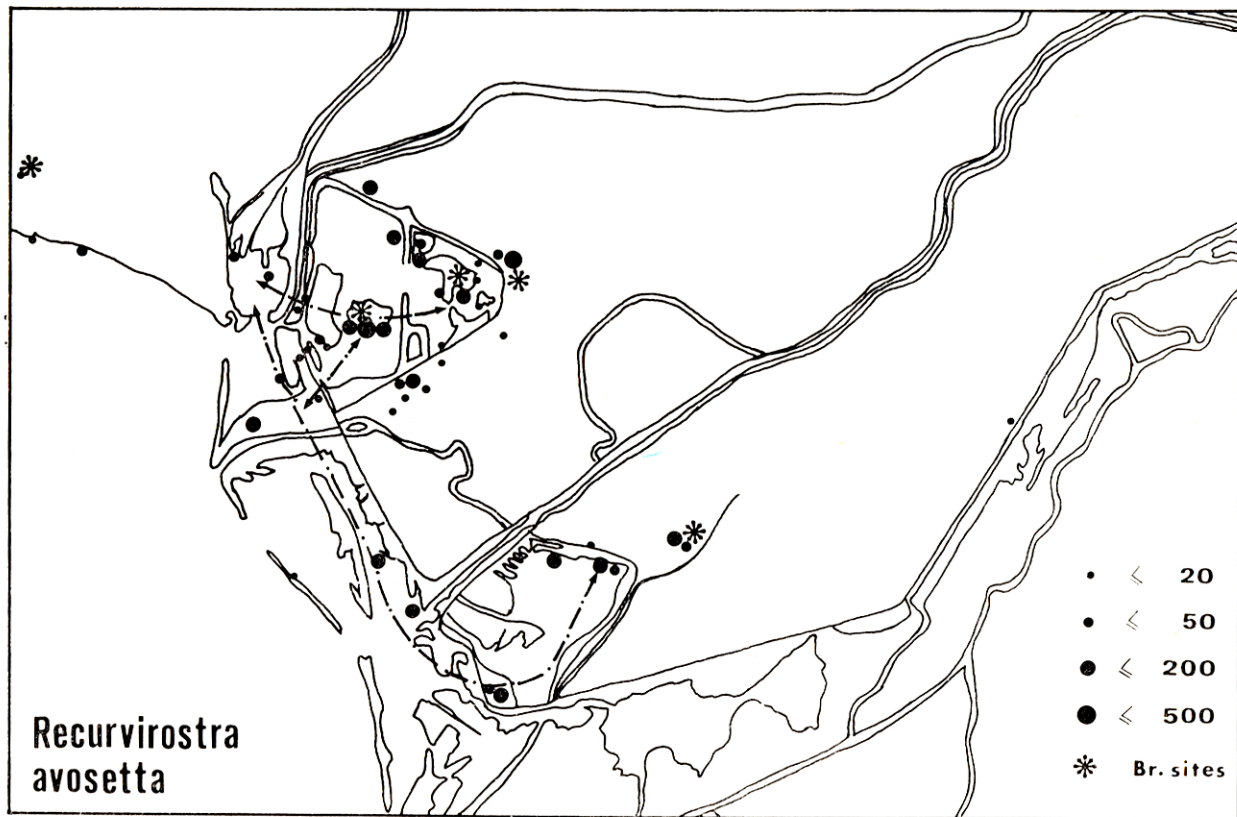 Recurvirostra
avosetta
≤ 20
≤ 50
≤ 200
≤ 500
Br. sites